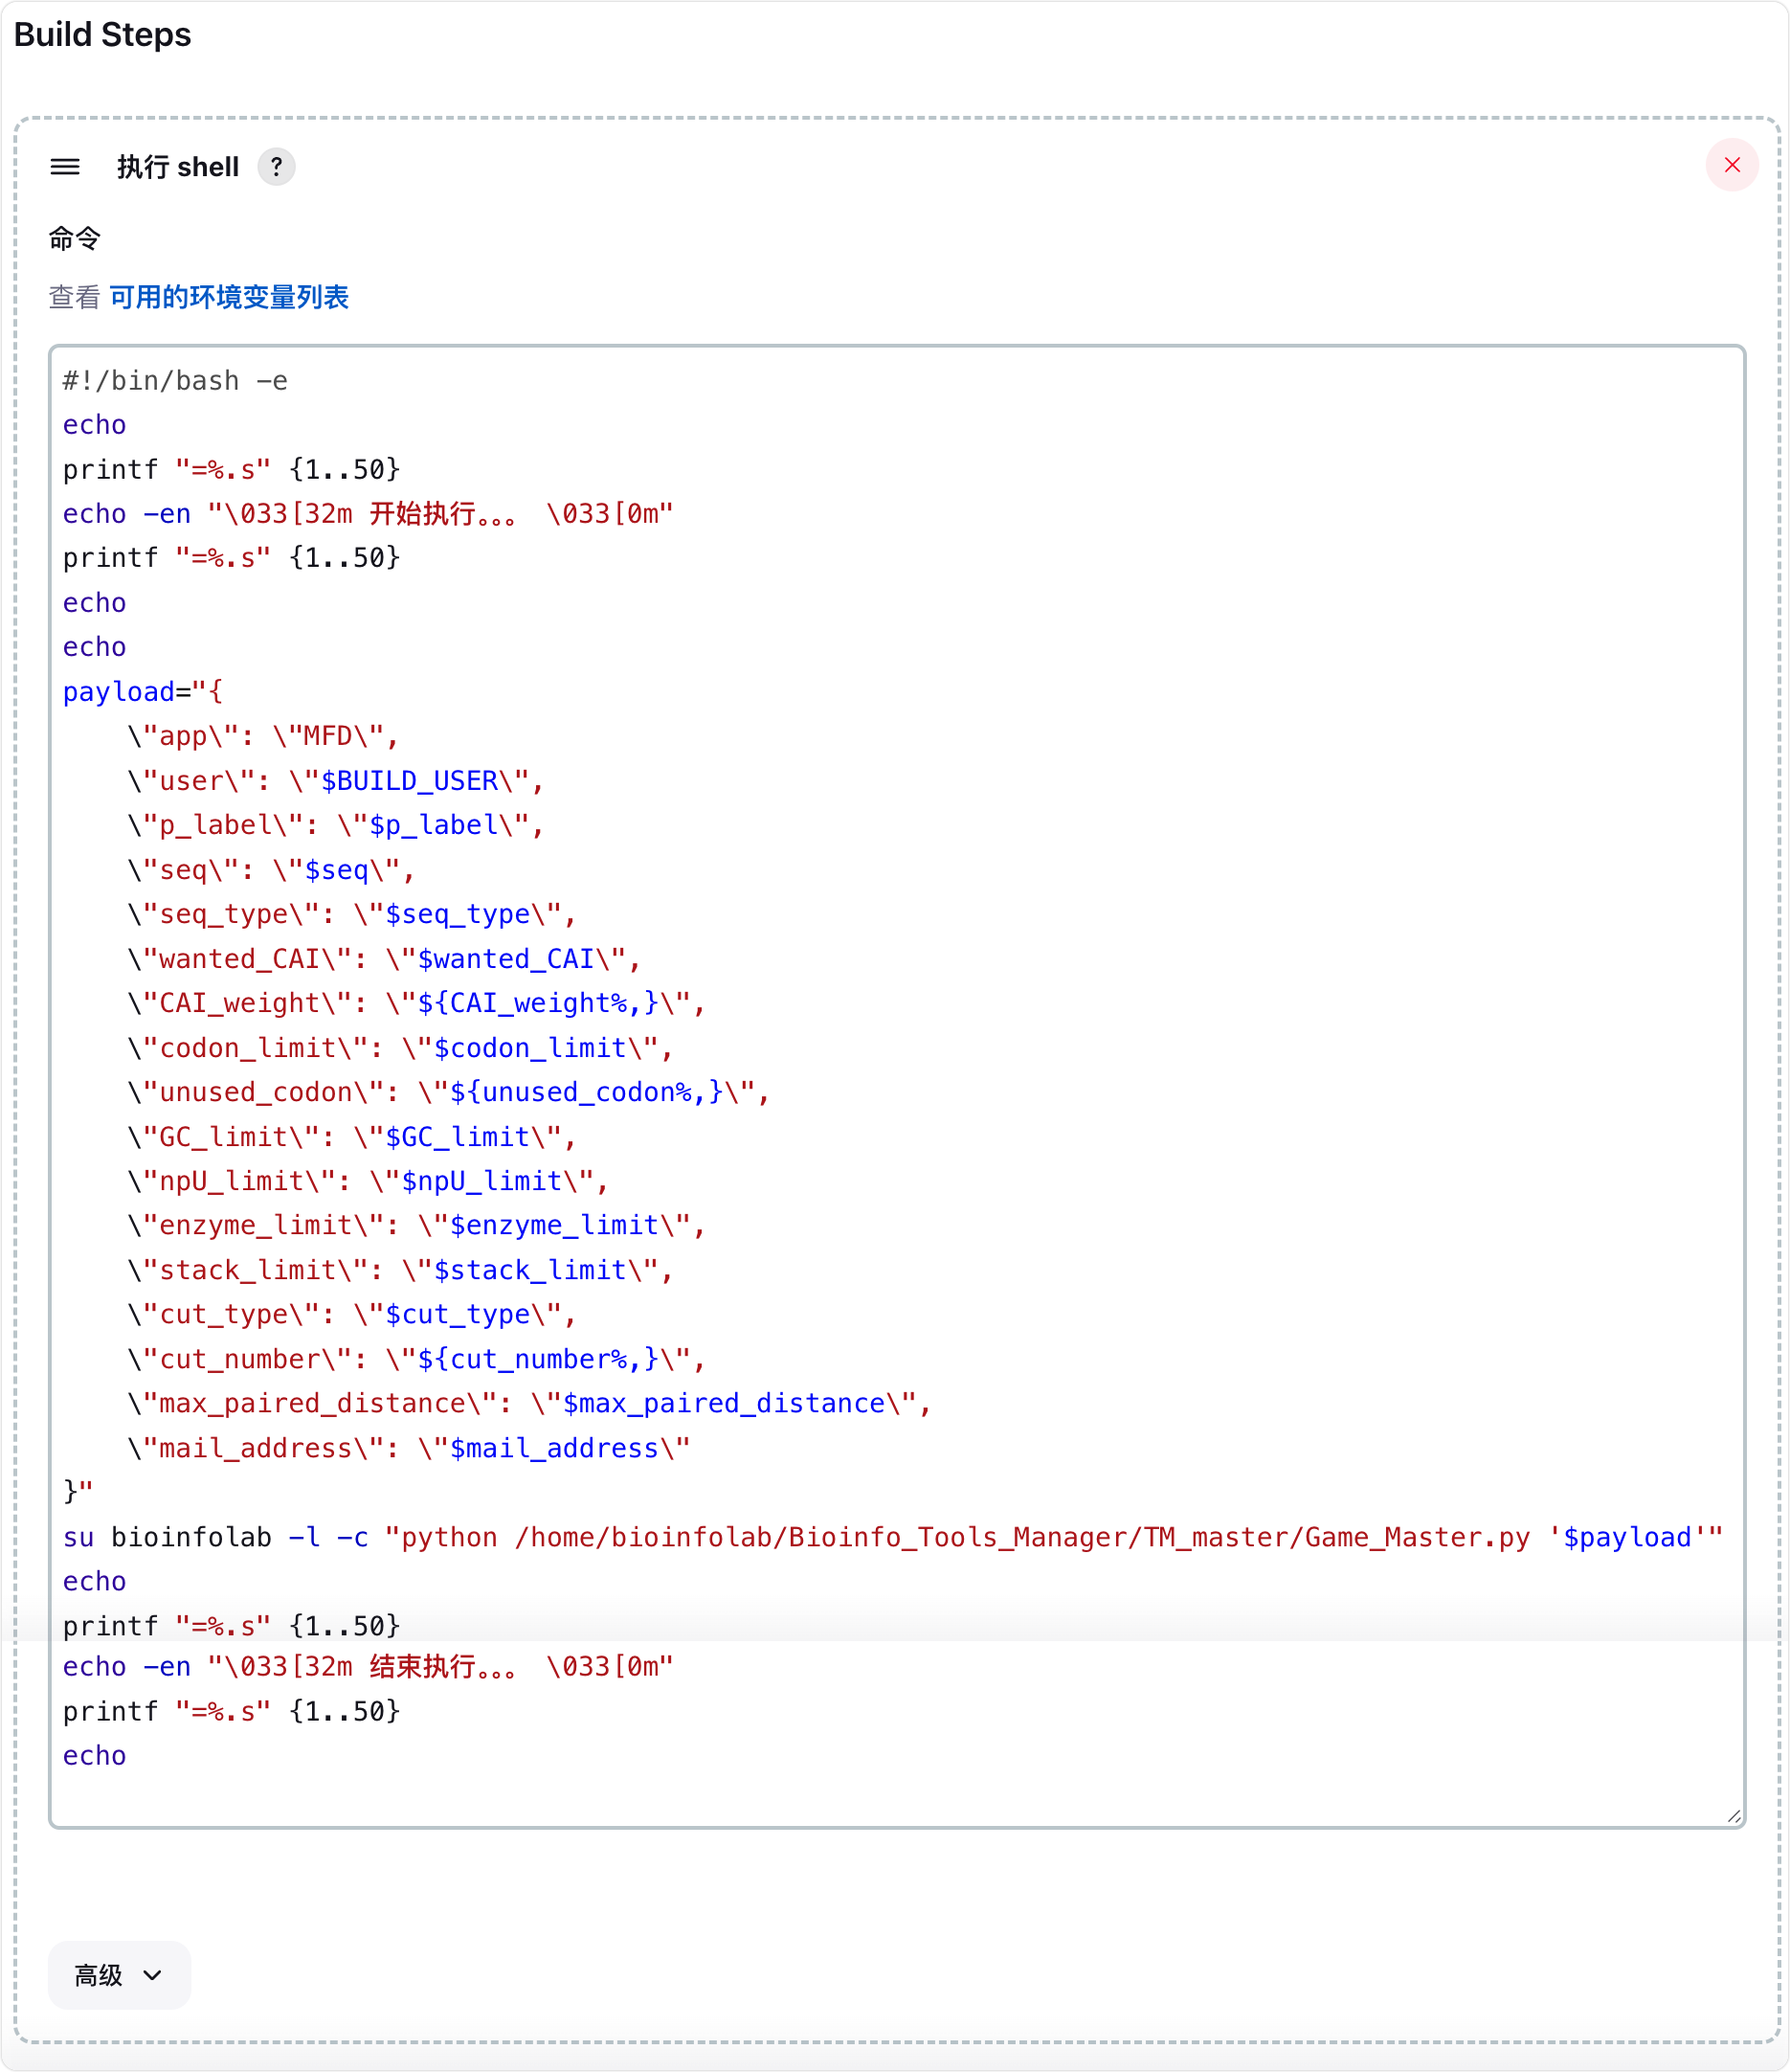 Build Steps
执行 shell ?
命令
查看 可用的环境变量列表
#!/bin/bash -e
echo
printf "=%.s" {1..50}
echo -en "\033[32m 开始执行。。。 \033[0m"
printf "=%.s" {1..50}
echo
echo
payload="{
    \"app\": \"MFD\",
    \"user\": \"$BUILD_USER\",
    \"p_label\": \"$p_label\",
    \"seq\": \"$seq\",
    \"seq_type\": \"$seq_type\",
    \"wanted_CAI\": \"$wanted_CAI\",
    \"CAI_weight\": \"${CAI_weight%,}\",
    \"codon_limit\": \"$codon_limit\",
    \"unused_codon\": \"${unused_codon%,}\",
    \"GC_limit\": \"$GC_limit\",
    \"npU_limit\": \"$npU_limit\",
    \"enzyme_limit\": \"$enzyme_limit\",
    \"stack_limit\": \"$stack_limit\",
    \"cut_type\": \"$cut_type\",
    \"cut_number\": \"${cut_number%,}\",
    \"max_paired_distance\": \"$max_paired_distance\",
    \"mail_address\": \"$mail_address\"
}"
su bioinfolab -l -c "python /home/bioinfolab/Bioinfo_Tools_Manager/TM_master/Game_Master.py '$payload'"
echo
printf "=%.s" {1..50}
echo -en "\033[32m 结束执行。。。 \033[0m"
printf "=%.s" {1..50}
echo
高级